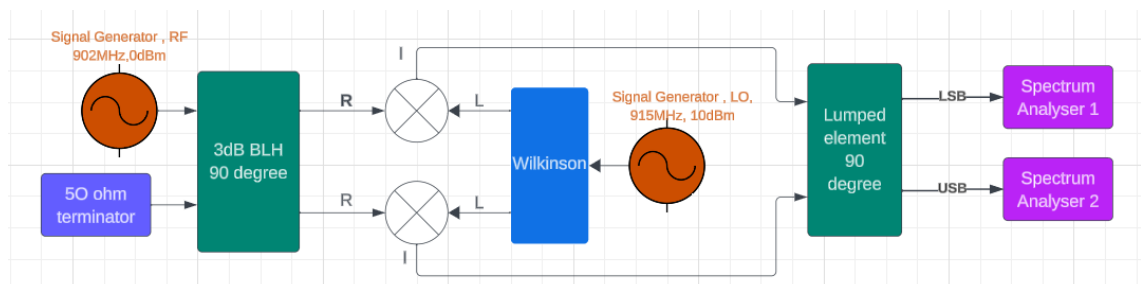 Signal Generator , RF
902MHz,0dBm
3dB BLH
90 degree
5O ohm
terminator
R
R
I
I
L
L
Wilkinson
Signal Generator , LO,
915MHz, 10dBm
Lumped
element
90
degree
LSB
USB
Spectrum
Analyser 1
Spectrum
Analyser 2